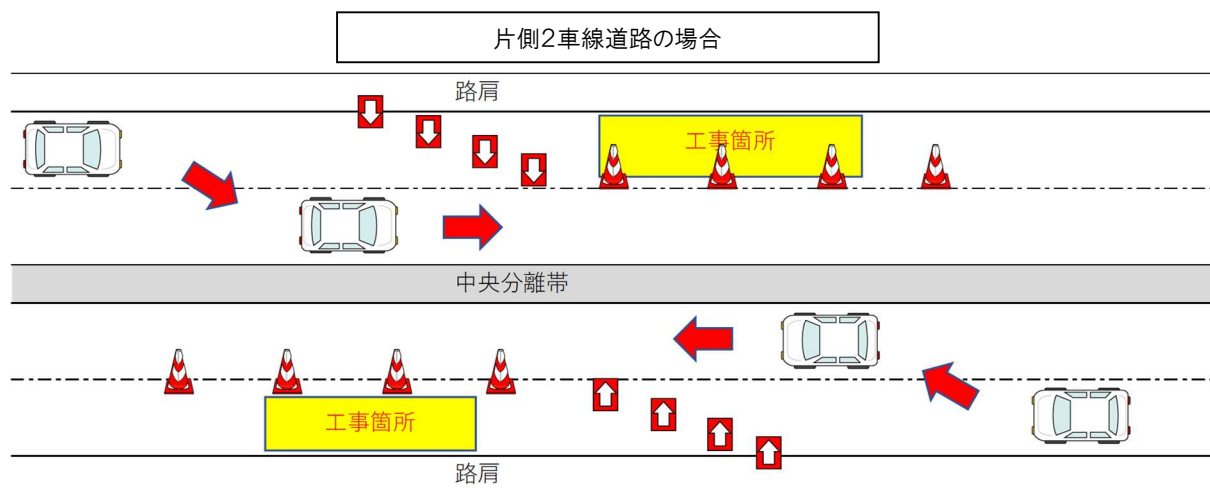 片側2車線道路の場合
路肩
工事箇所
中央分離帯
工事箇所
路肩